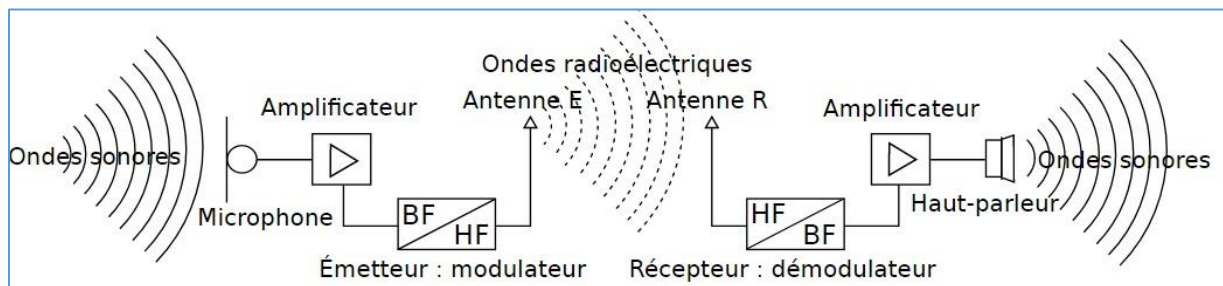 Ondes radioélectriques
Amplificateur
Antenne E
Antenne R
Amplificateur
Ondes sonores
Ondes sonores
Microphone
BF
HF
HF
BF
Haut-parleur
Émetteur : modulateur
Récepteur : démodulateur